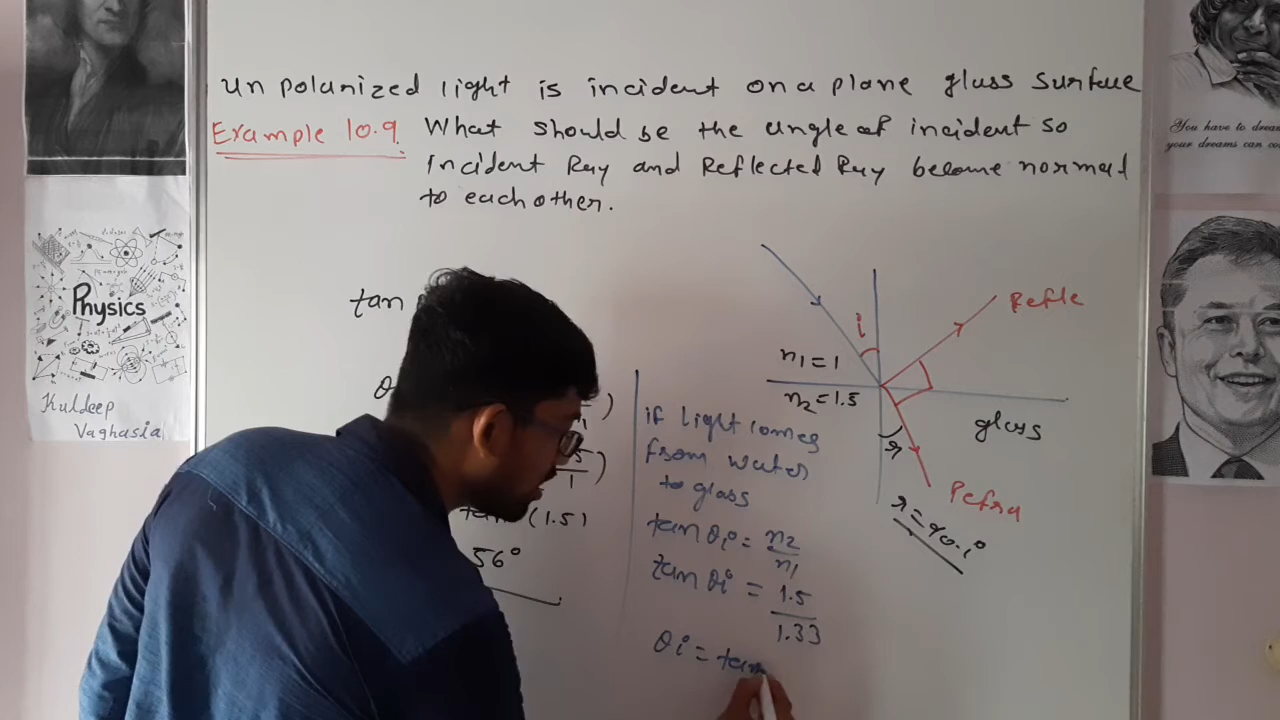 Unpolarized light is incident on a plane glass surface
Example 10.9 What should be the angle of incident so
Incident Ray and Reflected Ray become normal
to each other.
tan
θ
tan (1.5)
56°
if light comes
from water
to glass
tan θi = n2/n1
tan θi = 1.5/1.33
θi = tan
i
n1 = 1
n2 = 1.5
r
Refle
glass
Refra
Physics
Kuldeep
Vaghasia
You have to drea
your dreams can co